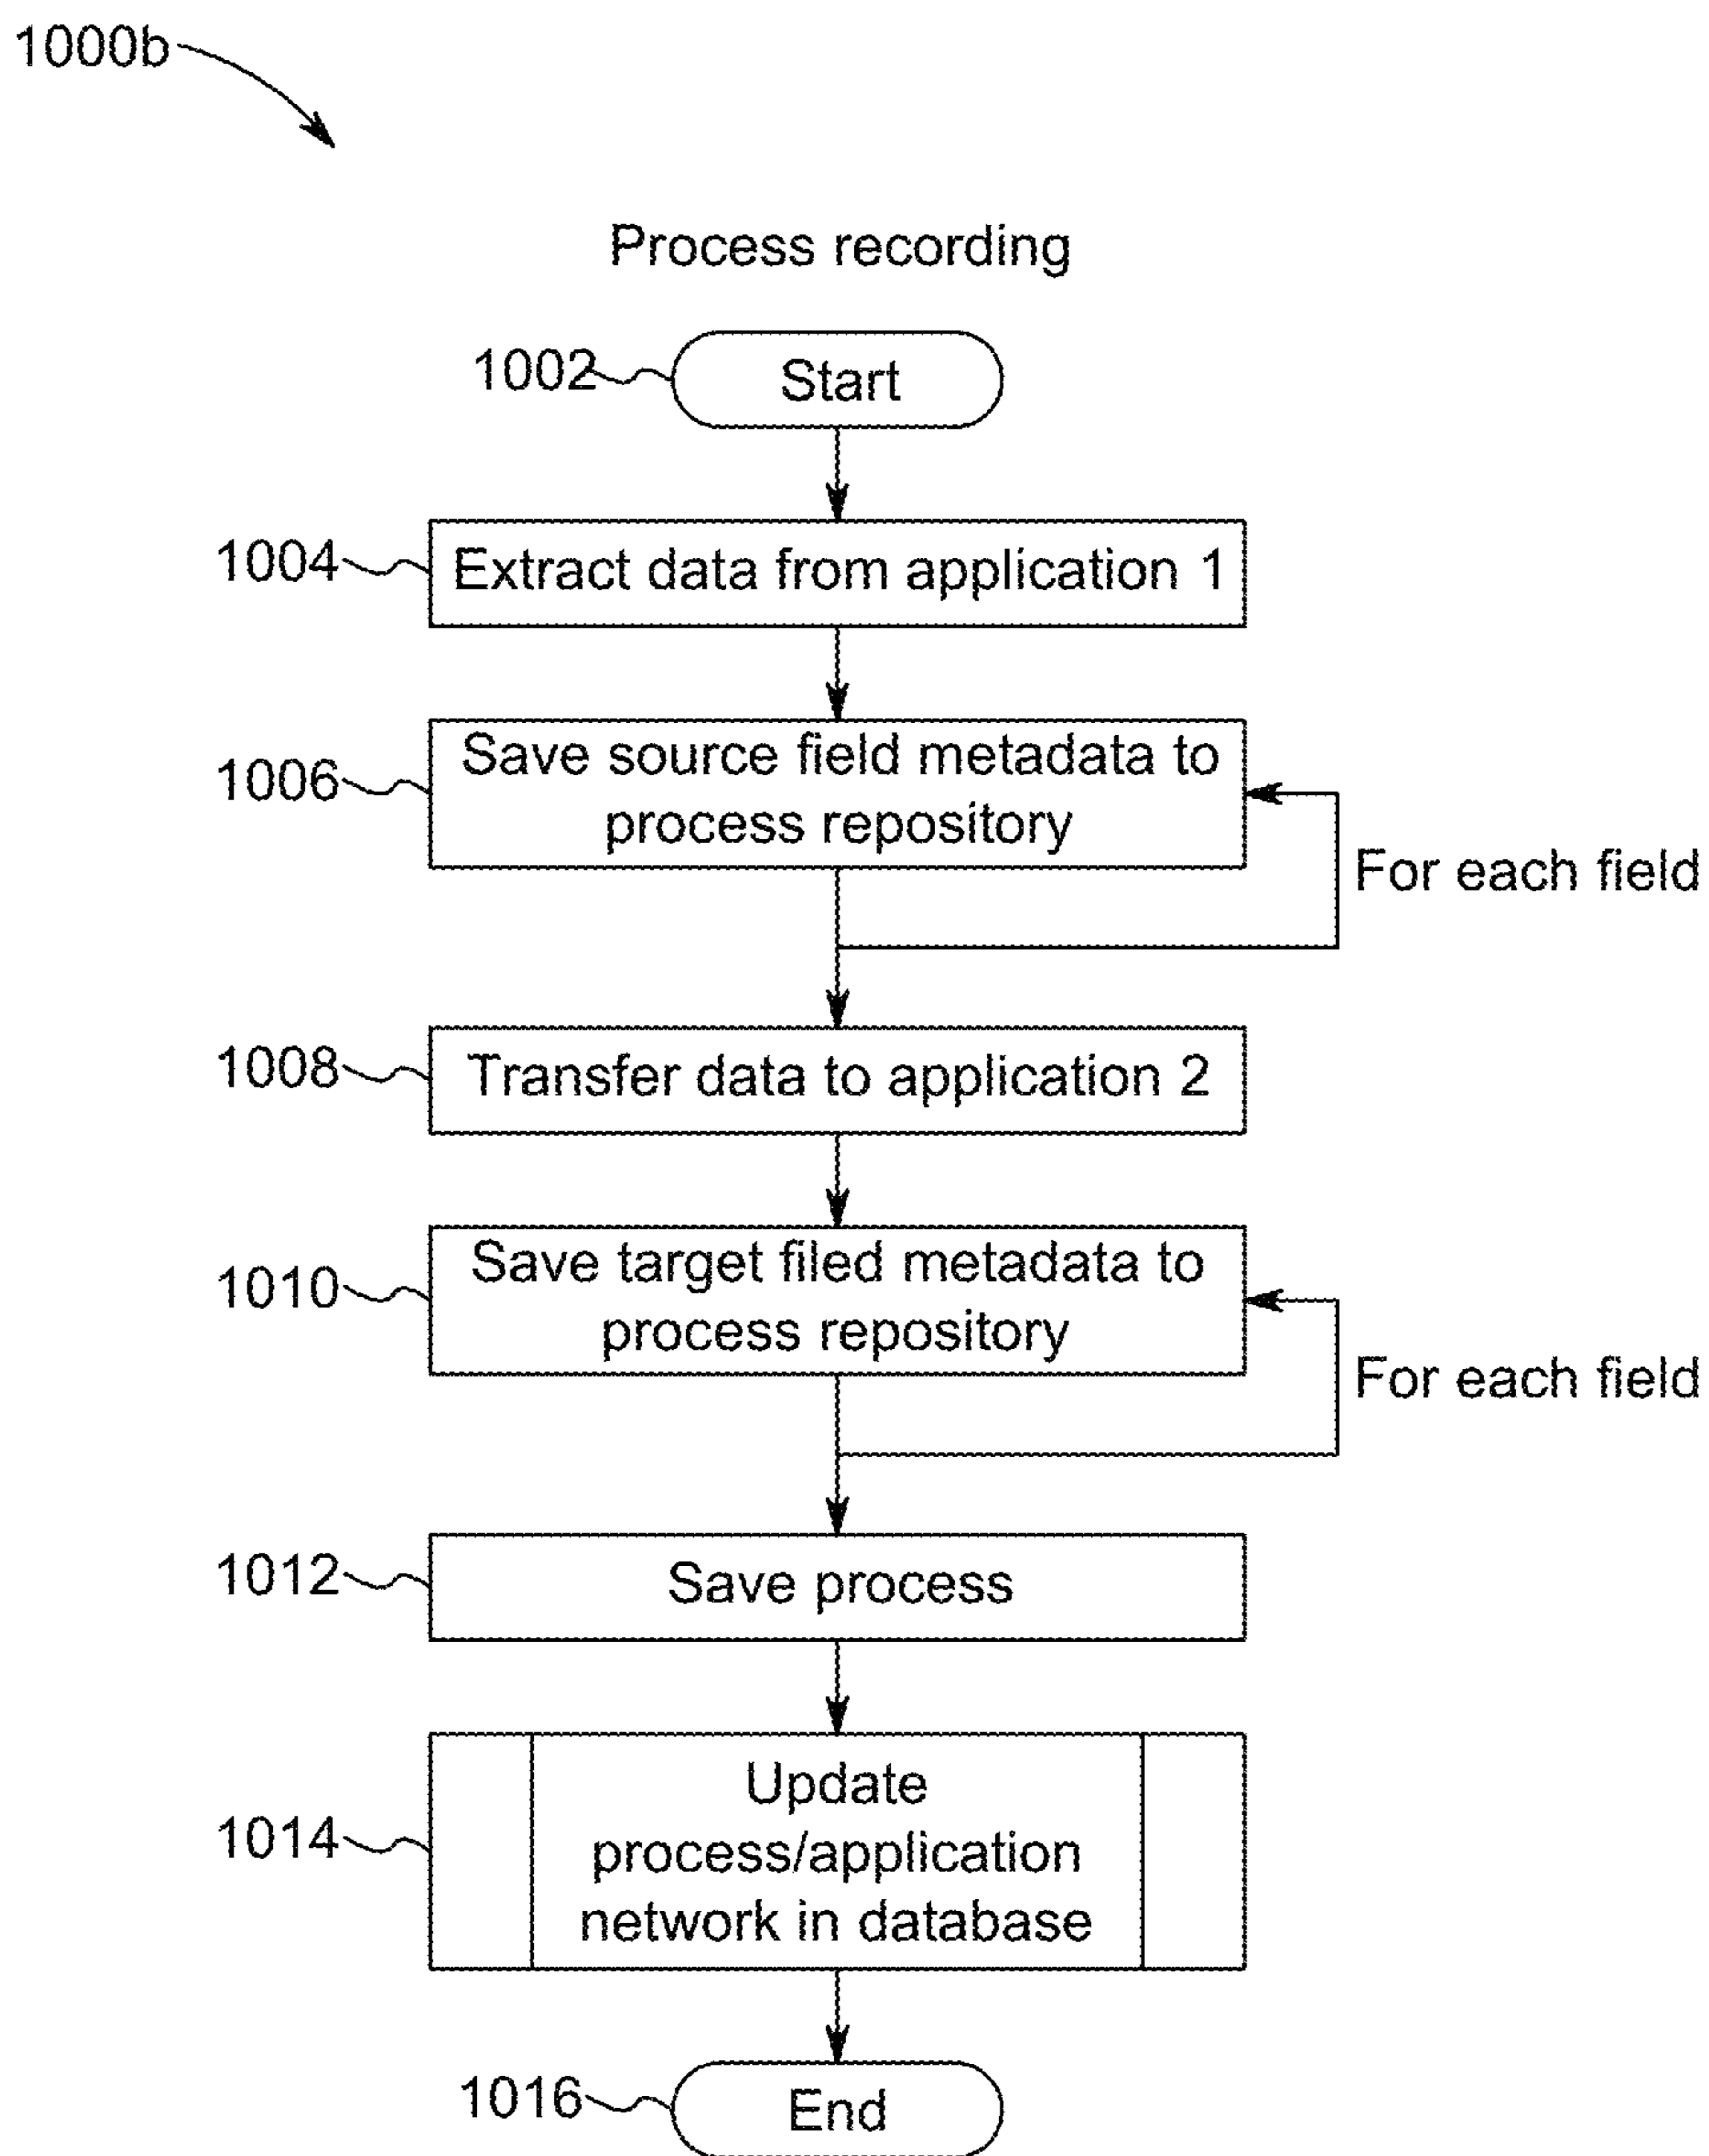 1000b
Process recording
1002
Start
1004
Extract data from application 1
1006
Save source field metadata to
process repository
For each field
1008
Transfer data to application 2
1010
Save target filed metadata to
process repository
For each field
1012
Save process
1014
Update
process/application
network in database
1016
End